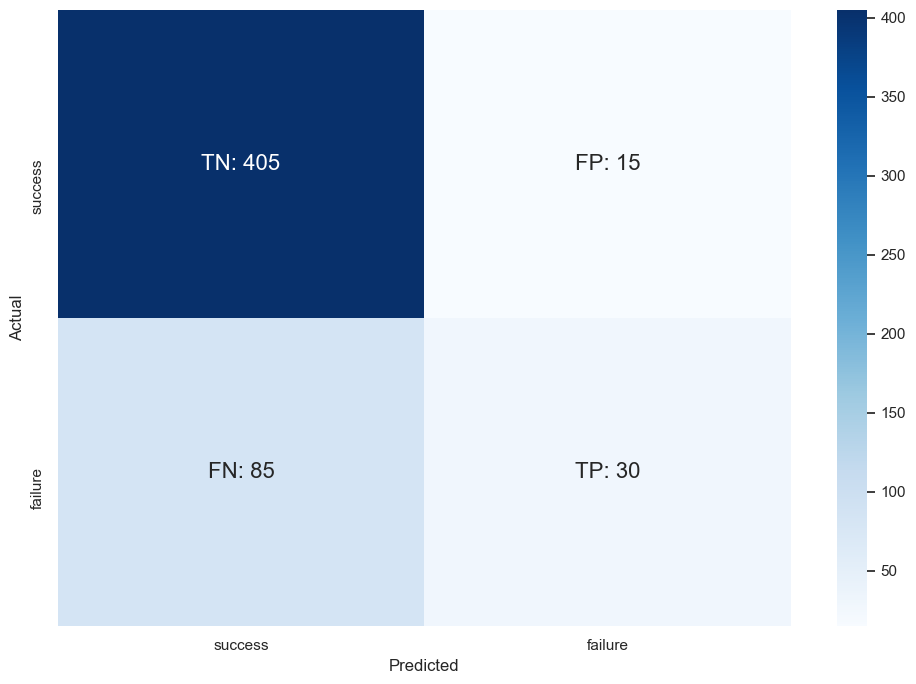 TN: 405
FP: 15
FN: 85
TP: 30
success
failure
Actual
success
failure
Predicted
400
350
300
250
200
150
100
50